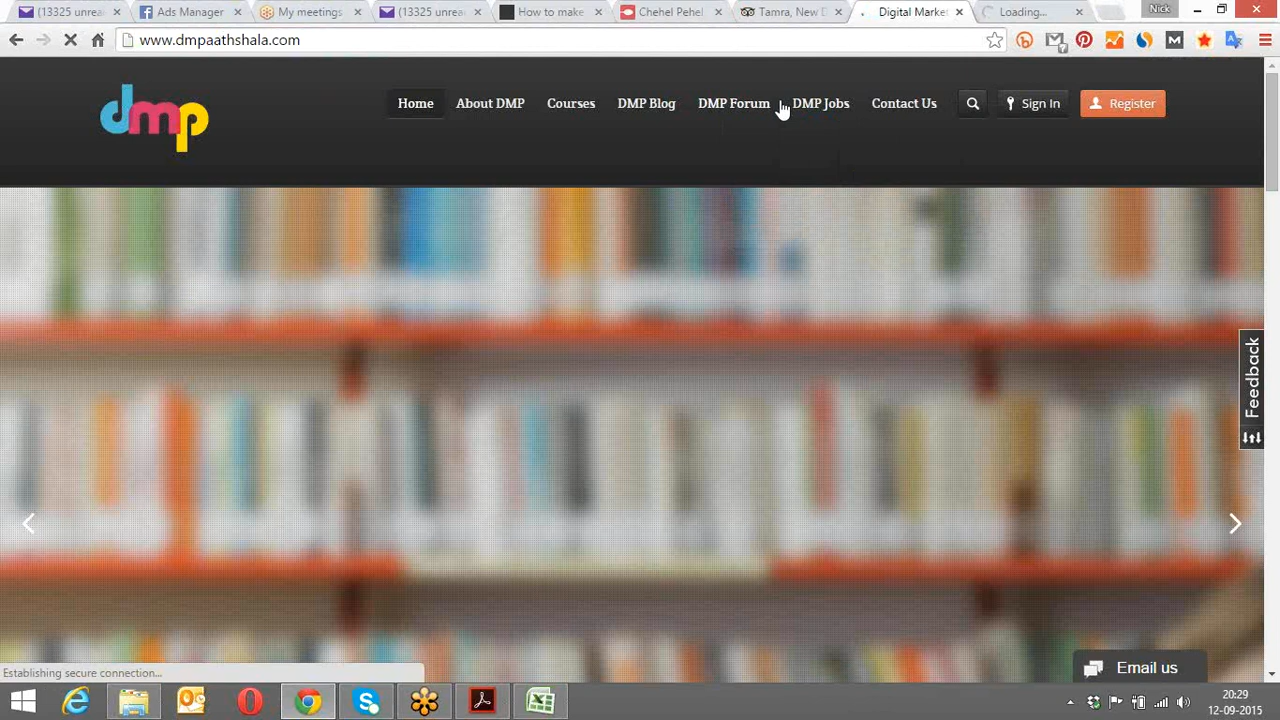 (13325 unrea
Ads Manager
My meetings
(13325 unrea
How to make
Chehel Pehel
Tamra, New D
Digital Market
Loading...
Nick
www.dmpaathshala.com
dmp
Home
About DMP
Courses
DMP Blog
DMP Forum
DMP Jobs
Contact Us
Sign In
Register
Feedback
Establishing secure connection...
Email us
20:29
12-09-2015